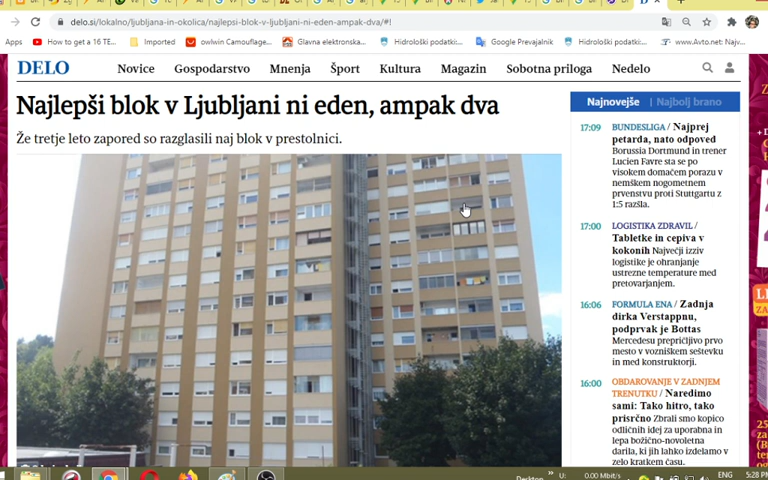 delo.si/lokalno/ljubljana-in-okolica/najlepsi-blok-v-ljubljani-ni-eden-ampak-dva/#!
Apps
How to get a 16 TE...
Imported
owlwin Camouflage...
Glavna elektronska...
Hidrološki podatki:...
Google Prevajalnik
Hidrološki podatki:...
www.Avto.net: Najv...
DELO
Novice
Gospodarstvo
Mnenja
Šport
Kultura
Magazin
Sobotna priloga
Nedelo
Najlepši blok v Ljubljani ni eden, ampak dva
Že tretje leto zapored so razglasili naj blok v prestolnici.
Najnovejše | Najbolj brano
17:09 BUNDESLIGA / Najprej
petarda, nato odpoved
Borussia Dortmund in trener
Lucien Favre sta se po
visokem domačem porazu v
nemškem nogometnem
prvenstvu proti Stuttgartu z
1:5 razšla.
17:00 LOGISTIKA ZDRAVIL /
Tabletke in cepiva v
kokonih Največji izziv
logistike je ohranjanje
ustrezne temperature med
pretovarjanjem.
16:06 FORMULA ENA / Zadnja
dirka Verstappnu,
podprvak je Bottas
Mercedesu prepričljivo prvo
mesto v vozniškem seštevku
in med konstruktorji.
16:00 OBDAROVANJE V ZADNJEM
TRENUTKU / Naredimo
sami: Tako hitro, tako
prisrčno Zbrali smo kopico
odličnih idej za uporabna in
lepa božično-novoletna
darila, ki jih lahko izdelamo v
zelo kratkem času.
Desktop
U:
0.00 Mbit/s
ENG
5:28 PM